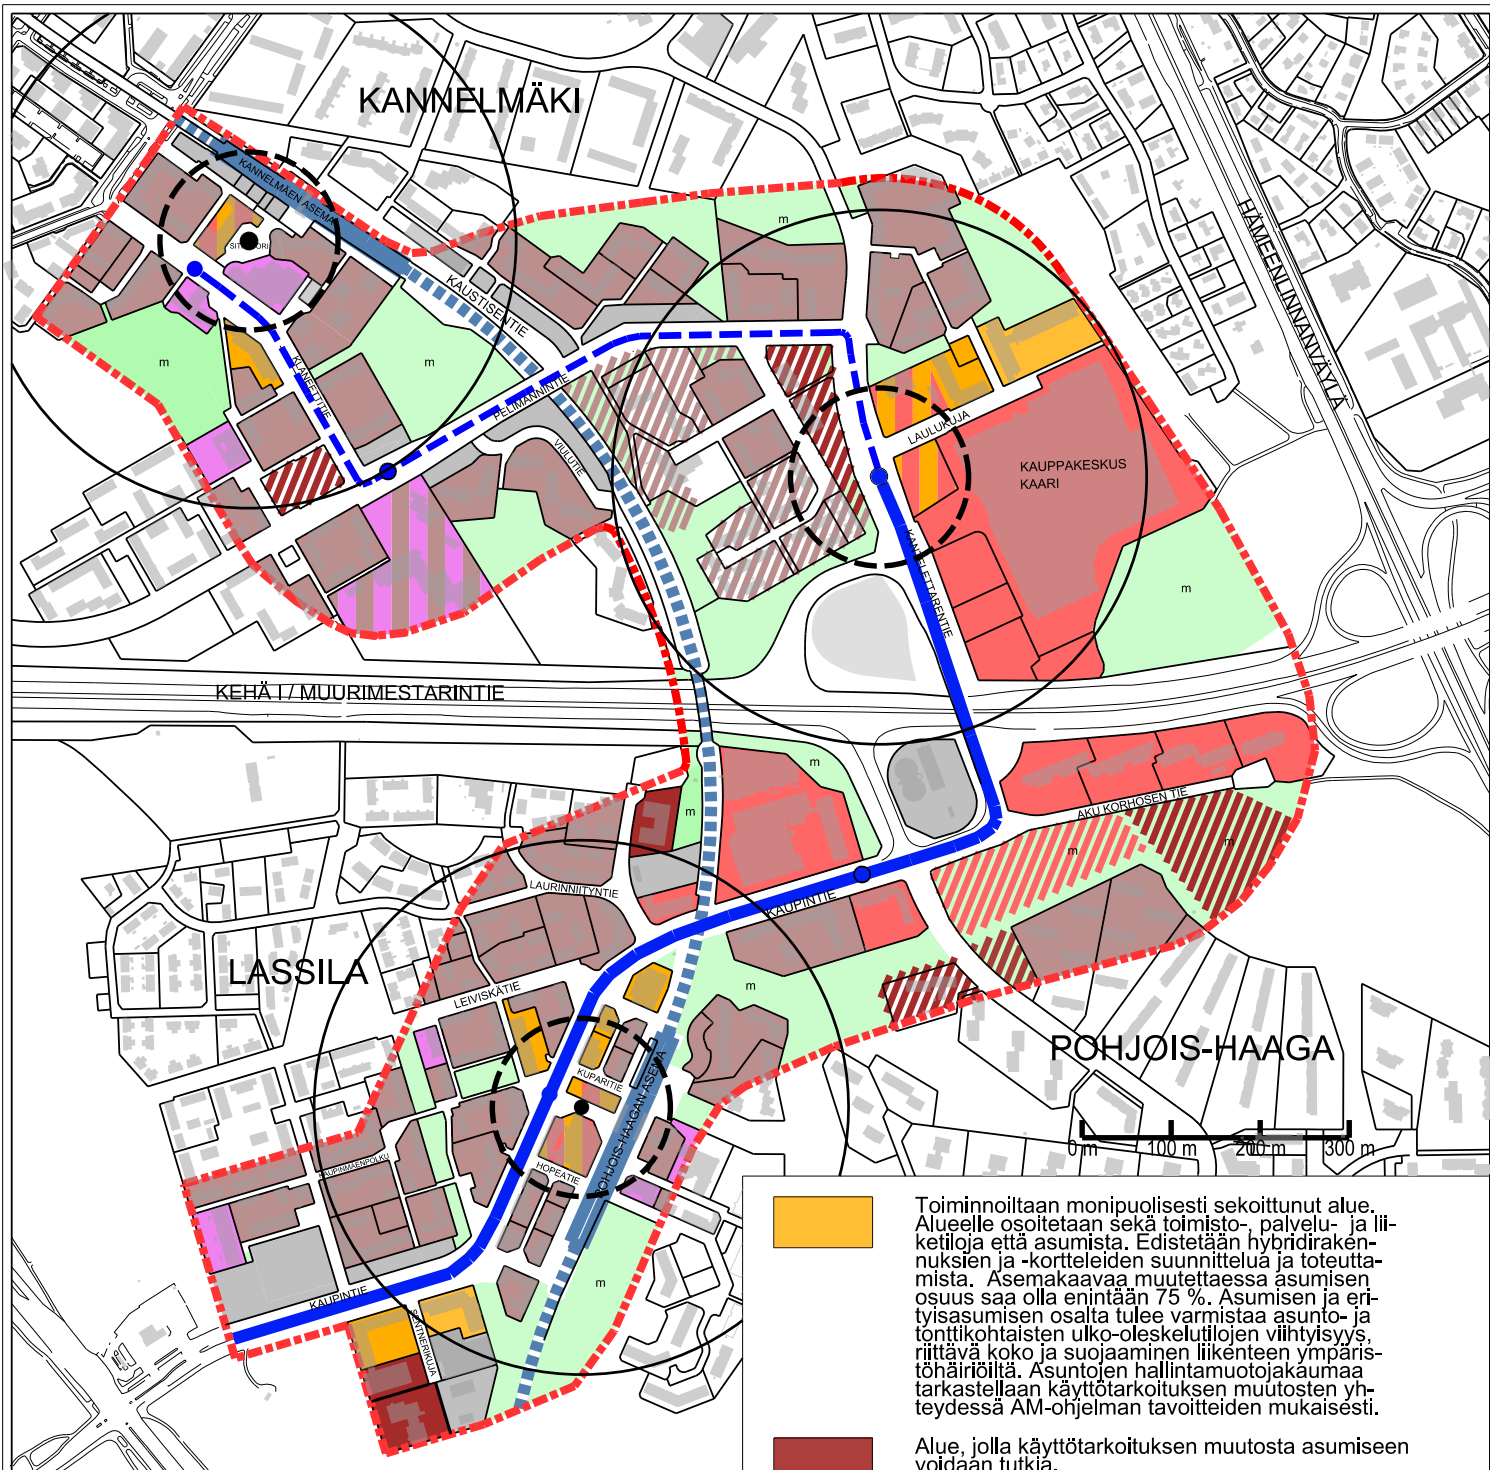 KANNELMÄKI
KANNELMÄEN ASEMA
HÄMEENLINNANVÄYLÄ
m
KAUSTISENTIE
m
m
KLANEETTITIE
PELIMANNINTIE
VIULUTIE
LAULUKUJA
KAUPPAKESKUS
KAARI
KANTELETTARENTIE
m
KEHÄ I / MUURIMESTARINTIE
m
m
AKU KORHOSEN TIE
m
m
LAURINNIITYNTIE
KAUPINTIE
LASSILA
LEIVISKÄTIE
m
POHJOIS-HAAGA
KUPARITIE
POHJOIS-HAAGAN ASEMA
0 m
100 m
200 m
300 m
KAUPINMÄENPOLKU
HOPEATIE
m
KAUPINTIE
SENTNERIKUJA
Toiminnoiltaan monipuolisesti sekoittunut alue.
Alueelle osoitetaan sekä toimisto-, palvelu- ja lii-
ketiloja että asumista. Edistetään hybridiraken-
nuksien ja -kortteleiden suunnittelua ja toteutta-
mista. Asemakaavaa muutettaessa asumisen
osuus saa olla enintään 75 %. Asumisen ja eri-
tyisasumisen osalta tulee varmistaa asunto- ja
tonttikohtaisten ulko-oleskelutilojen viihtyisyys,
riittävä koko ja suojaaminen liikenteen ympäris-
töhäiriöiltä. Asuntojen hallintamuotojakaumaa
tarkastellaan käyttötarkoituksen muutosten yh-
teydessä AM-ohjelman tavoitteiden mukaisesti.
Alue, jolla käyttötarkoituksen muutosta asumiseen
voidaan tutkia.